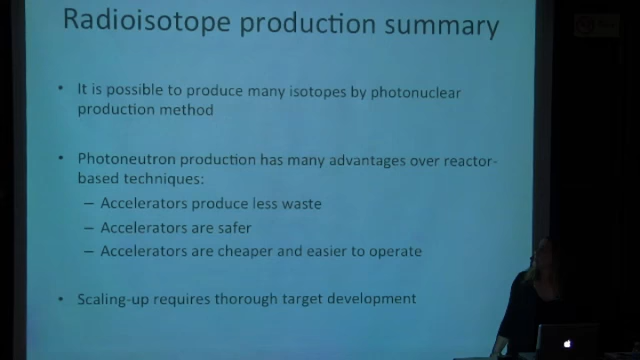 Radioisotope production summary
• It is possible to produce many isotopes by photonuclear
production method
• Photoneutron production has many advantages over reactor-
based techniques:
– Accelerators produce less waste
– Accelerators are safer
– Accelerators are cheaper and easier to operate
• Scaling-up requires thorough target development